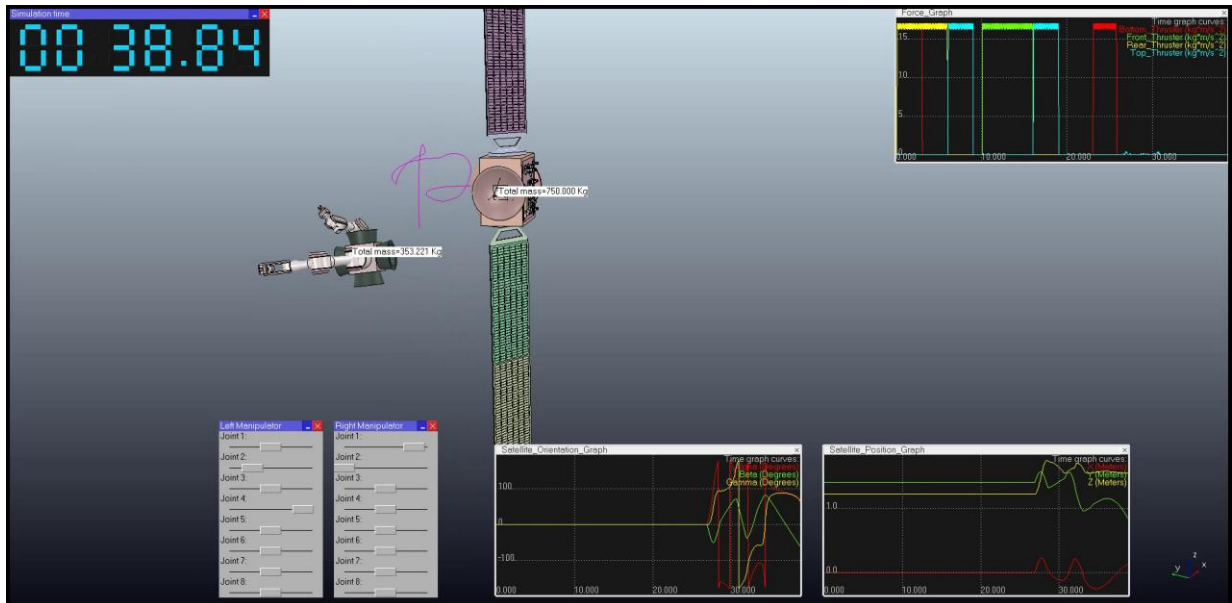 Simulation time
00 38.84
Force_Graph
Time graph curves:
Bottom_Thruster (kg*m/s^2)
Front_Thruster (kg*m/s^2)
Rear_Thruster (kg*m/s^2)
Top_Thruster (kg*m/s^2)
15.
10
5
0
0.000 10.000 20.000 30.000
Total mass=750.000 Kg
Total mass=353.221 Kg
Left Manipulator
Joint 1:
Joint 2:
Joint 3:
Joint 4:
Joint 5:
Joint 6:
Joint 7:
Joint 8:
Right Manipulator
Joint 1:
Joint 2:
Joint 3:
Joint 4:
Joint 5:
Joint 6:
Joint 7:
Joint 8:
Satellite_Orientation_Graph
Time graph curves:
(Degrees)
Beta (Degrees)
Gamma (Degrees)
100.
0
-100.
0.000 10.000 20.000 30.000
Satellite_Position_Graph
Time graph curves:
X (Meters)
(Meters)
Z (Meters)
1.0
0.0
0.000 10.000 20.000 30.000
z
y x